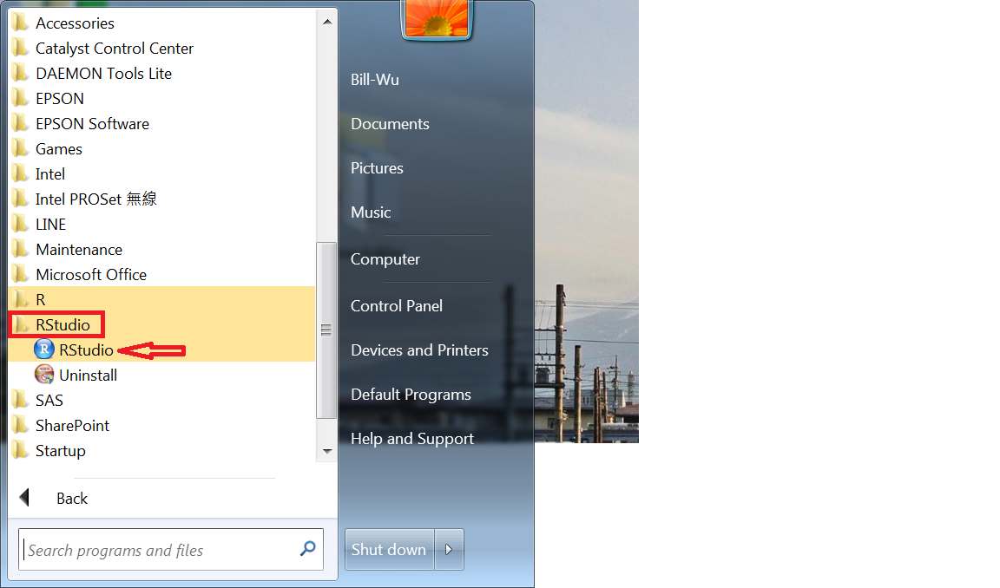 Accessories
Catalyst Control Center
DAEMON Tools Lite
EPSON
EPSON Software
Games
Intel
Intel PROSet 無線
LINE
Maintenance
Microsoft Office
R
RStudio
R RStudio
Uninstall
SAS
SharePoint
Startup
Back
Search programs and files
Bill-Wu
Documents
Pictures
Music
Computer
Control Panel
Devices and Printers
Default Programs
Help and Support
Shut down